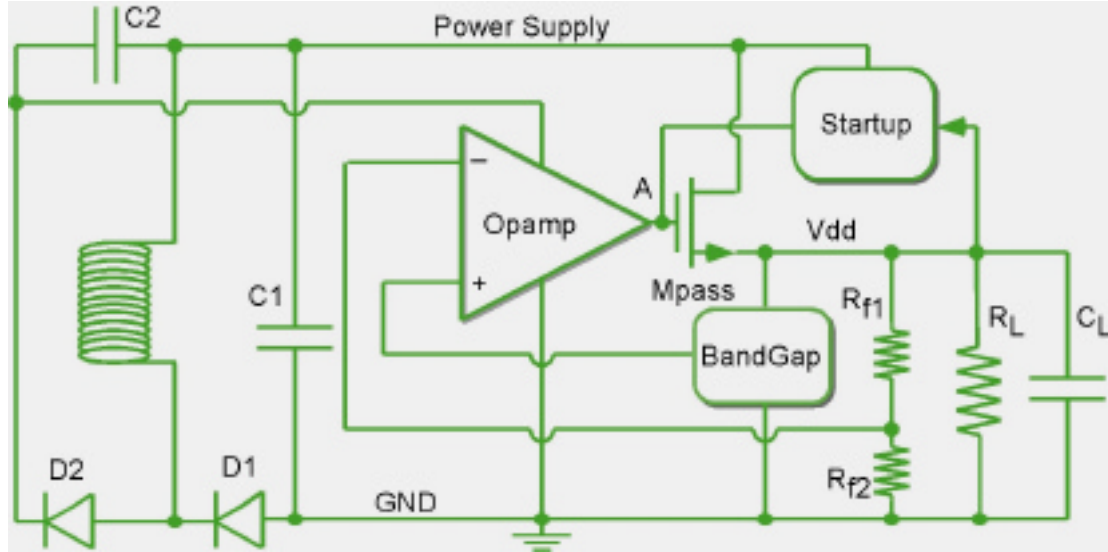 C2
Power Supply
Startup
A
−
Opamp
+
Vdd
Mpass
C1
Rf1
RL
CL
BandGap
D2
D1
Rf2
GND